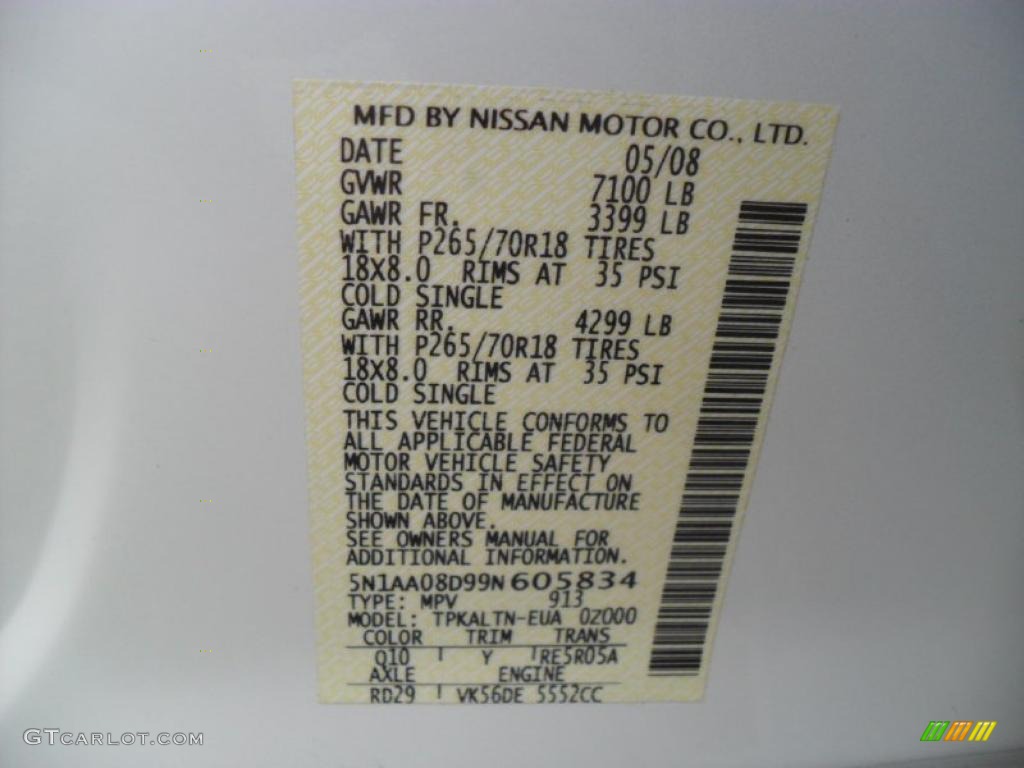 MFD BY NISSAN MOTOR CO., LTD.
DATE 05/08
GVWR 7100 LB
GAWR FR. 3399 LB
WITH P265/70R18 TIRES
18X8.0 RIMS AT 35 PSI
COLD SINGLE
GAWR RR. 4299 LB
WITH P265/70R18 TIRES
18X8.0 RIMS AT 35 PSI
COLD SINGLE
THIS VEHICLE CONFORMS TO
ALL APPLICABLE FEDERAL
MOTOR VEHICLE SAFETY
STANDARDS IN EFFECT ON
THE DATE OF MANUFACTURE
SHOWN ABOVE.
SEE OWNERS MANUAL FOR
ADDITIONAL INFORMATION.
5N1AA08D99N605834
TYPE: MPV 913
MODEL: TPKALTN-EUA 0Z000
COLOR TRIM TRANS
Q10 Y RE5R05A
AXLE ENGINE
RD29 VK56DE 5552CC
GTCARLOT.COM